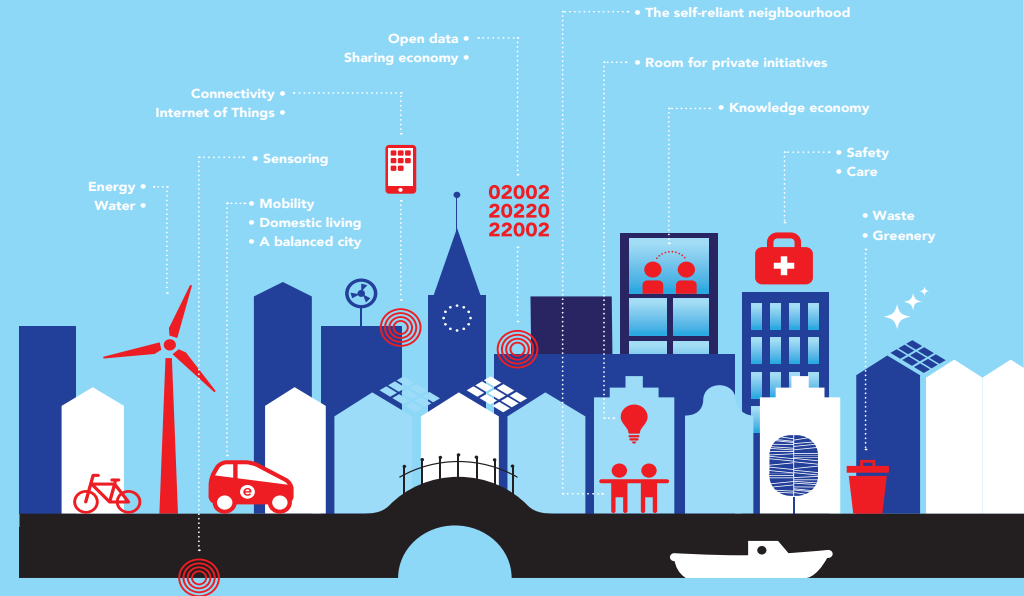 • The self-reliant neighbourhood
Open data •
Sharing economy •
• Room for private initiatives
Connectivity •
Internet of Things •
• Knowledge economy
• Sensoring
• Safety
• Care
Energy •
Water •
• Mobility
• Domestic living
• A balanced city
02002
20220
22002
• Waste
• Greenery
e